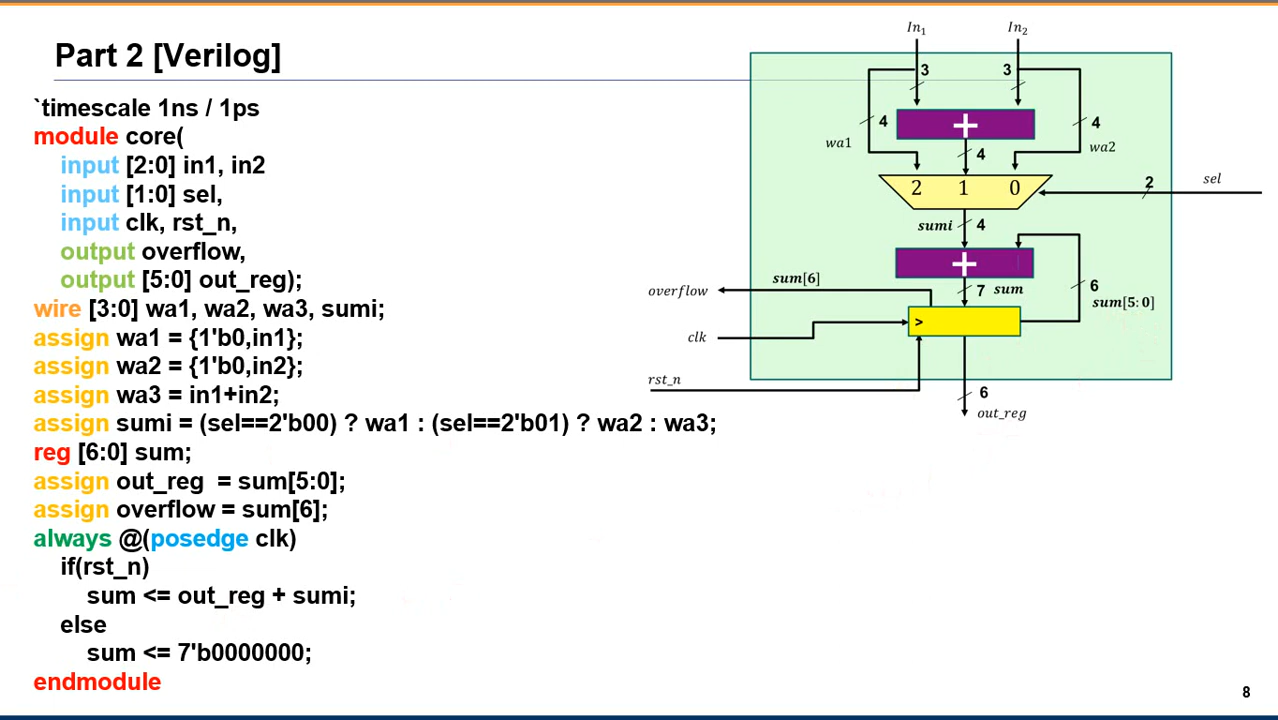 Part 2 [Verilog]
`timescale 1ns / 1ps
module core(
input [2:0] in1, in2
input [1:0] sel,
input clk, rst_n,
output overflow,
output [5:0] out_reg);
wire [3:0] wa1, wa2, wa3, sumi;
assign wa1 = {1'b0,in1};
assign wa2 = {1'b0,in2};
assign wa3 = in1+in2;
assign sumi = (sel==2'b00) ? wa1 : (sel==2'b01) ? wa2 : wa3;
reg [6:0] sum;
assign out_reg = sum[5:0];
assign overflow = sum[6];
always @(posedge clk)
if(rst_n)
sum <= out_reg + sumi;
else
sum <= 7'b0000000;
endmodule
In1 In2
3 3
4 + 4
wa1 4 wa2
2 1 0 2 sel
sumi 4
+
sum[6] 7 sum 6
overflow sum[5:0]
clk >
rst_n 6
out_reg
8